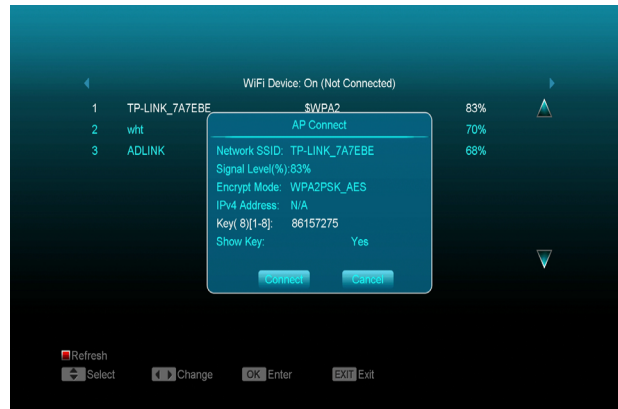 WiFi Device: On (Not Connected)
1 TP-LINK_7A7EBE $WPA2 83%
2 wht 70%
3 ADLINK 68%
AP Connect
Network SSID: TP-LINK_7A7EBE
Signal Level(%):83%
Encrypt Mode: WPA2PSK_AES
IPv4 Address: N/A
Key( 8)[1-8]: 86157275
Show Key: Yes
Connect Cancel
Refresh
Select Change OK Enter EXIT Exit